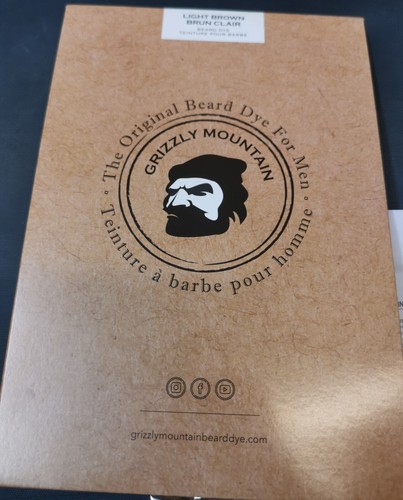 LIGHT BROWN
BRUN CLAIR
BEARD DYE
TEINTURE POUR BARBE
The Original Beard Dye For Men
GRIZZLY MOUNTAIN
Teinture à barbe pour homme
grizzlymountainbearddye.com